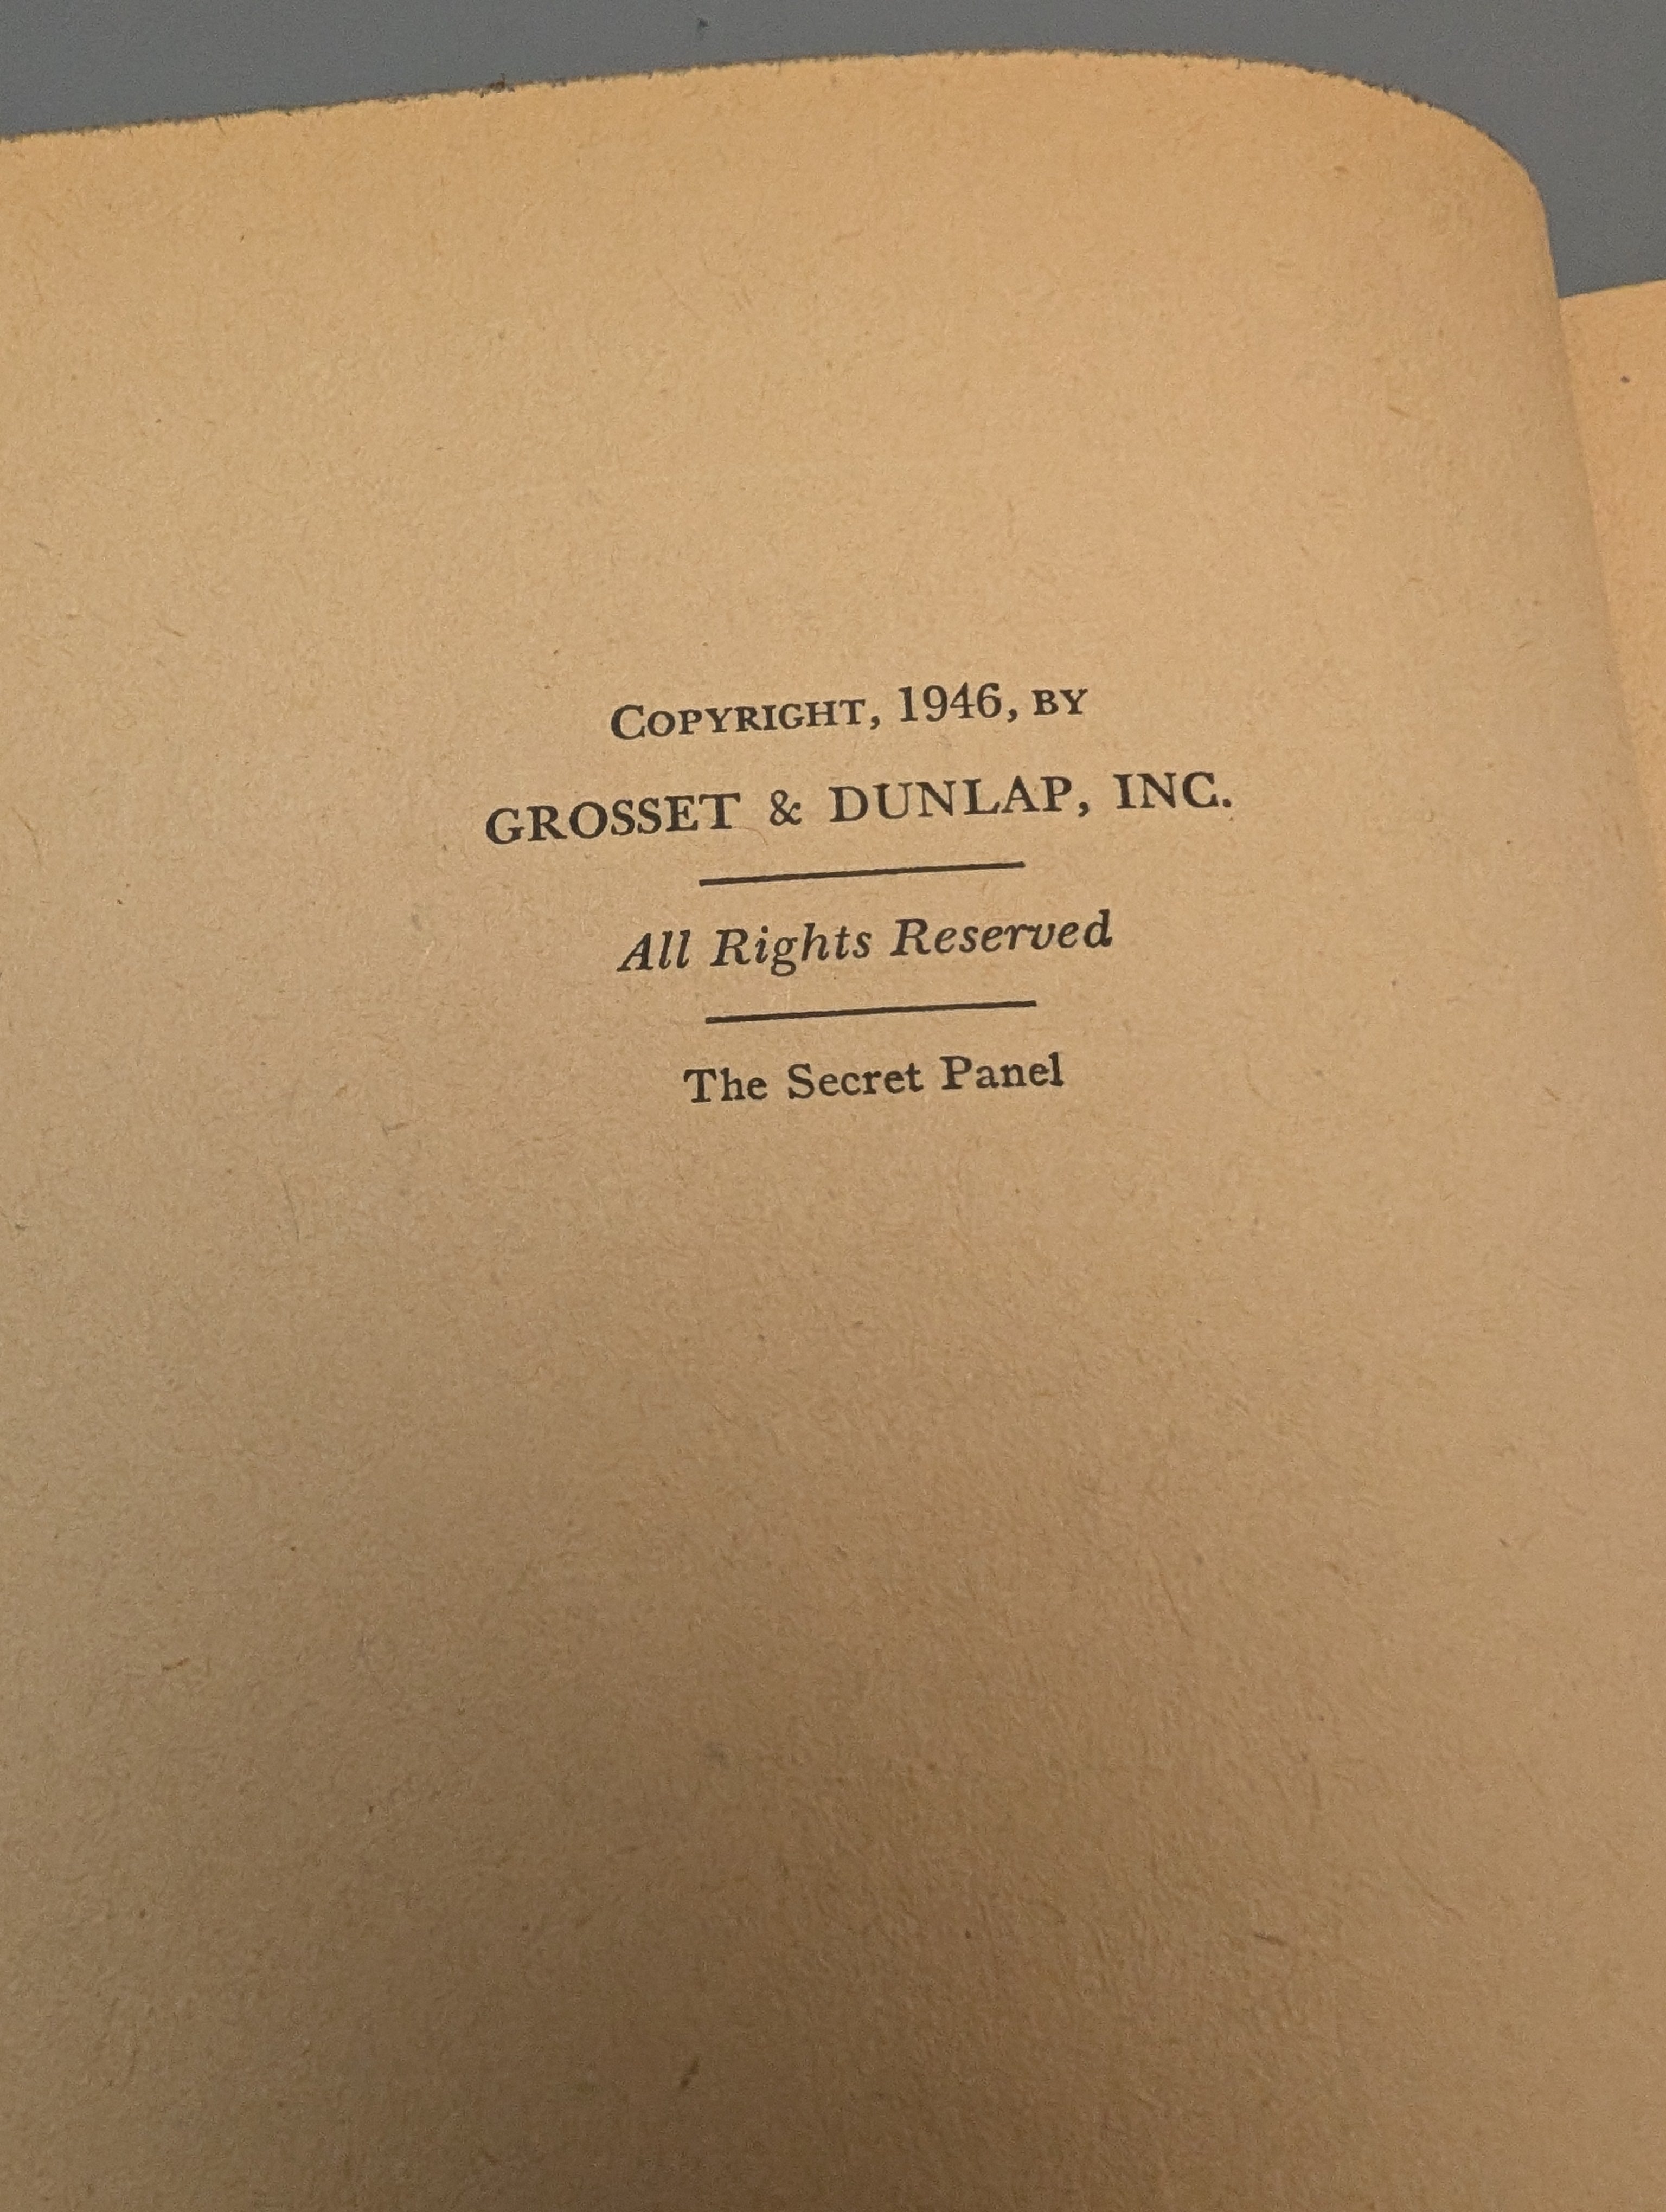 Copyright, 1946, by
GROSSET & DUNLAP, INC.
All Rights Reserved
The Secret Panel